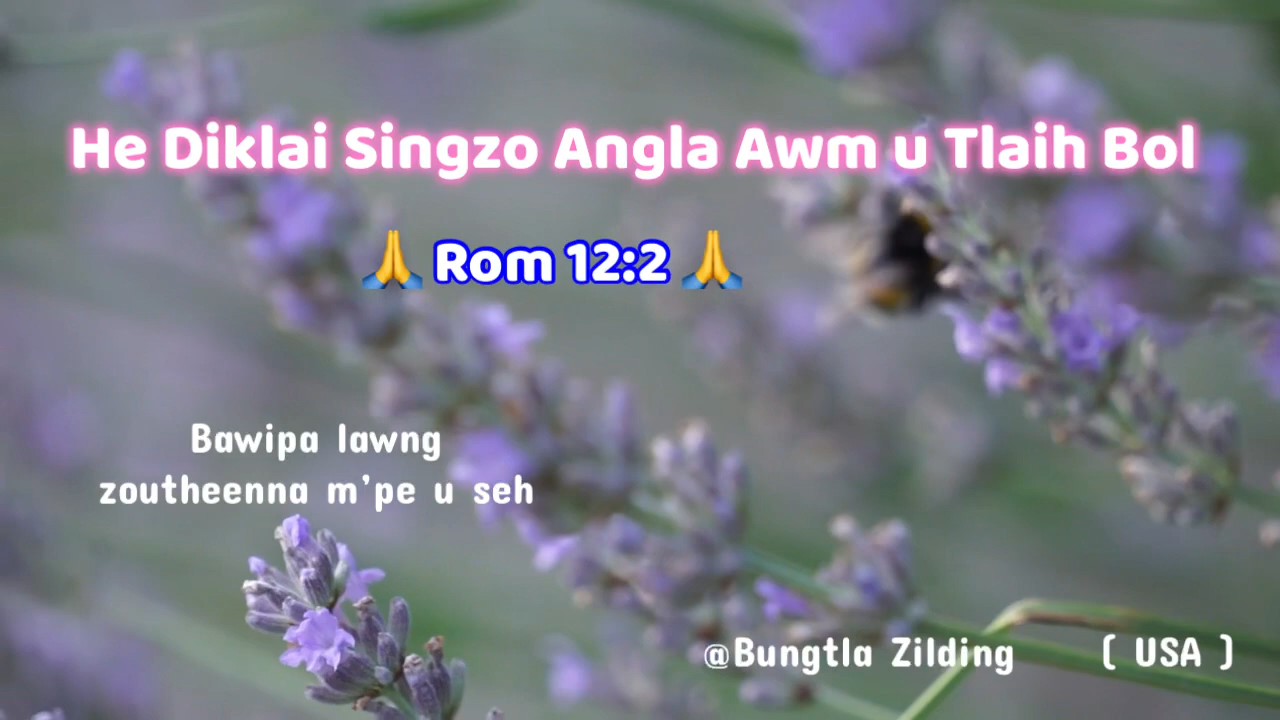 He Diklai Singzo Angla Awm u Tlaih Bol
🙏 Rom 12:2 🙏
Bawipa lawng
zoutheenna m'pe u seh
@Bungtla Zilding ( USA )